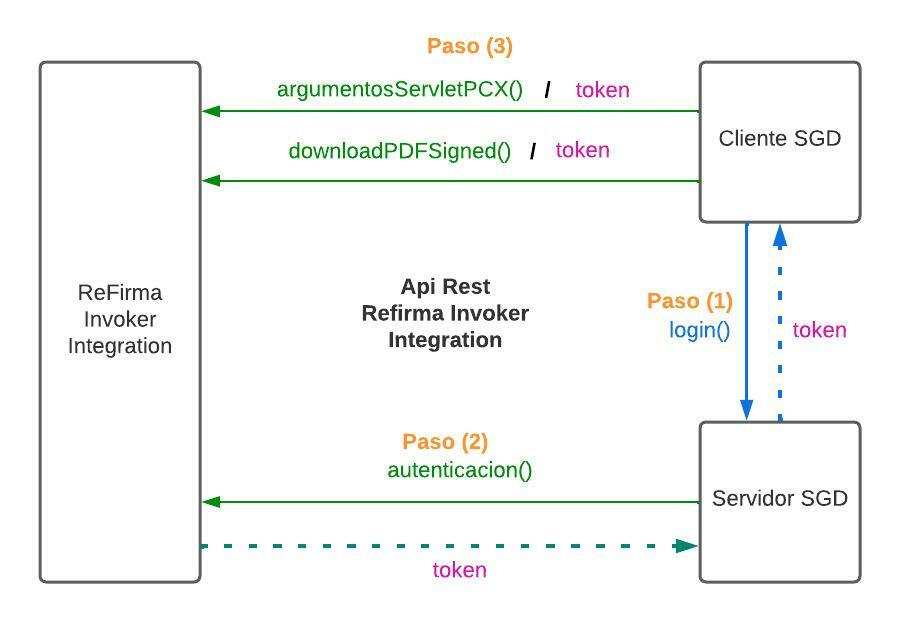 Paso (3)
argumentosServletPCX() / token
downloadPDFSigned() / token
Cliente SGD
ReFirma
Invoker
Integration
Api Rest
Refirma Invoker
Integration
Paso (1)
login()
token
Paso (2)
autenticacion()
Servidor SGD
token